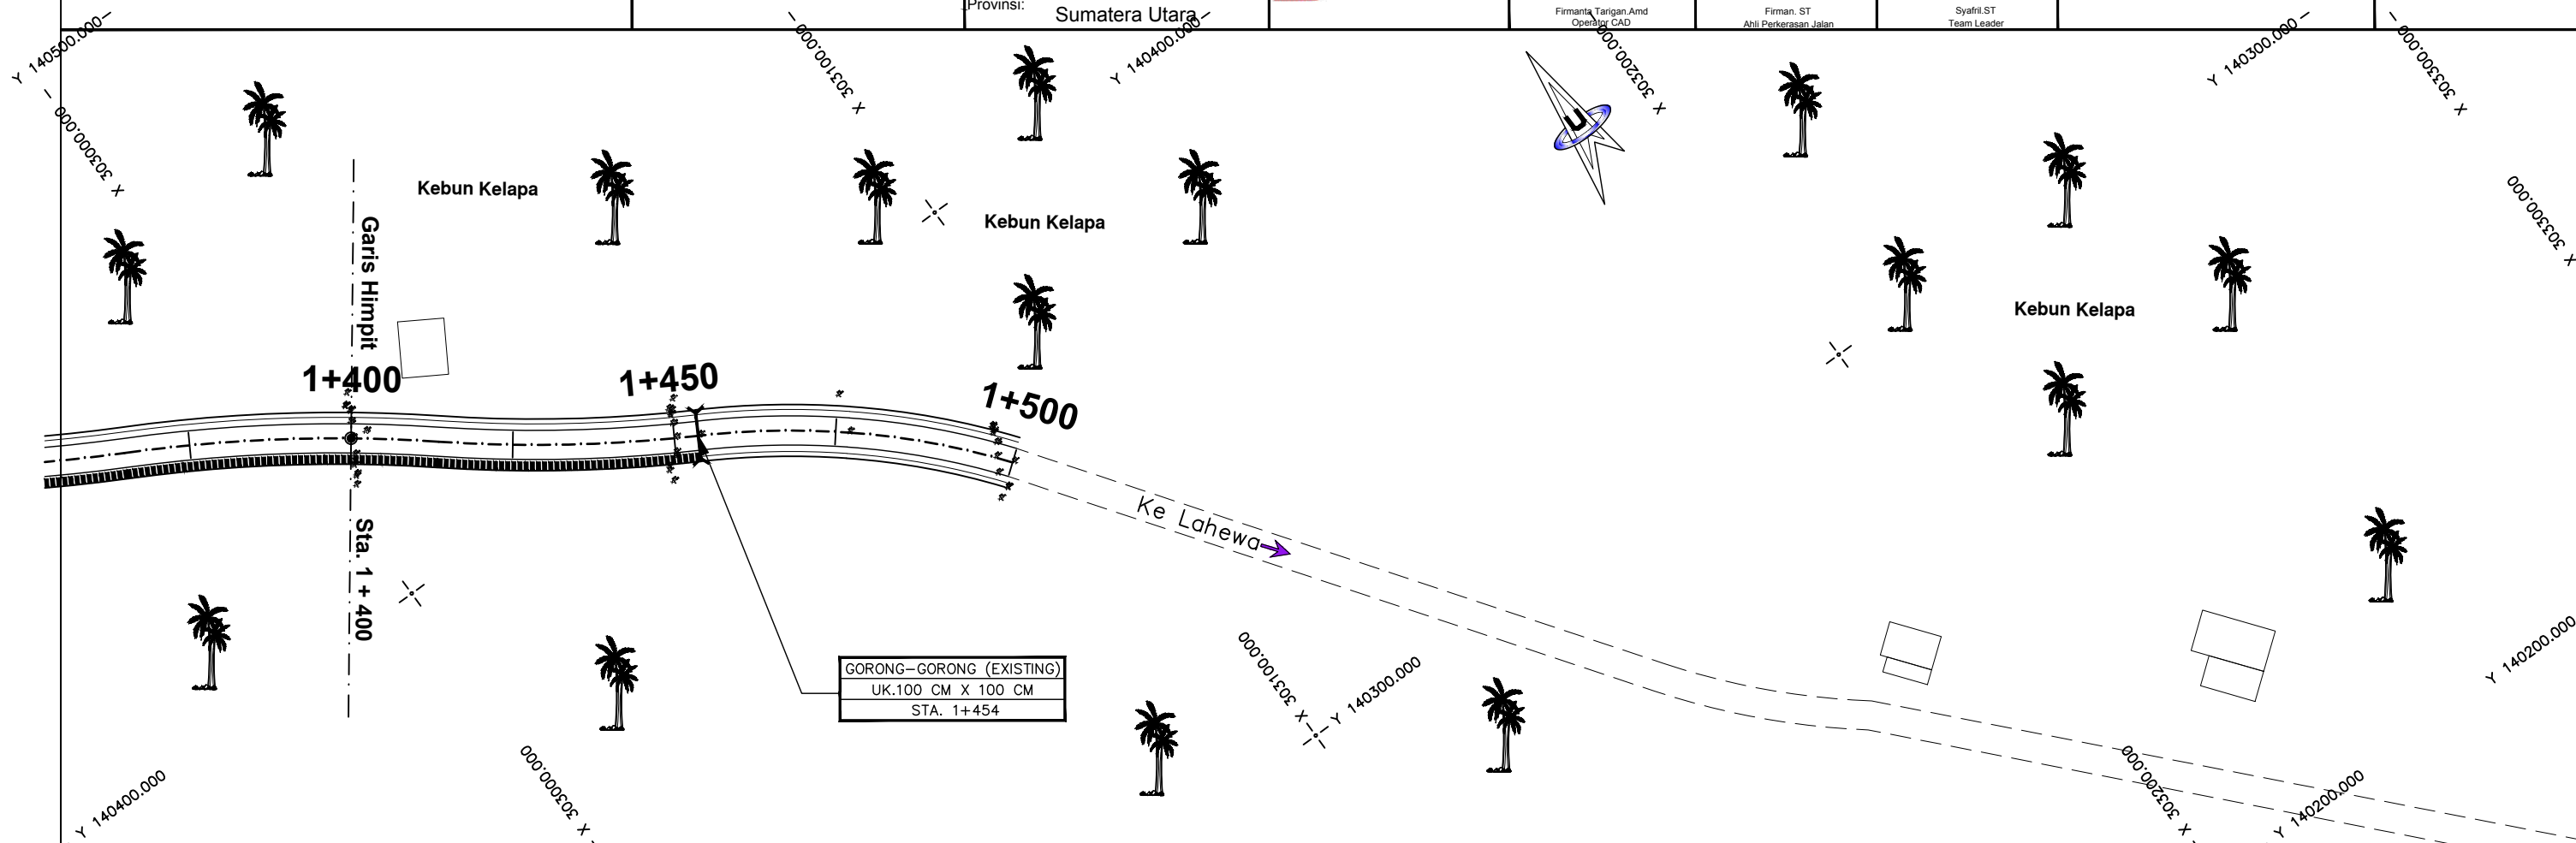 Provinsi:
Sumatera Utara
Firmanta Tarigan.Amd
Operator CAD
Firman. ST
Ahli Perkerasan Jalan
Syafril.ST
Team Leader
Y 140500.000
X 303000.000
X 303100.000
Y 140400.000
X 303200.000
Y 140300.000
X 303300.000
X 303300.000
U
Kebun Kelapa
Kebun Kelapa
Kebun Kelapa
Garis Himpit
1+400
1+450
1+500
Sta. 1 + 400
Ke Lahewa
GORONG-GORONG (EXISTING)
UK.100 CM X 100 CM
STA. 1+454
X 303100.000
Y 140300.000
Y 140200.000
Y 140400.000
X 303000.000
X 303200.000
Y 140200.000